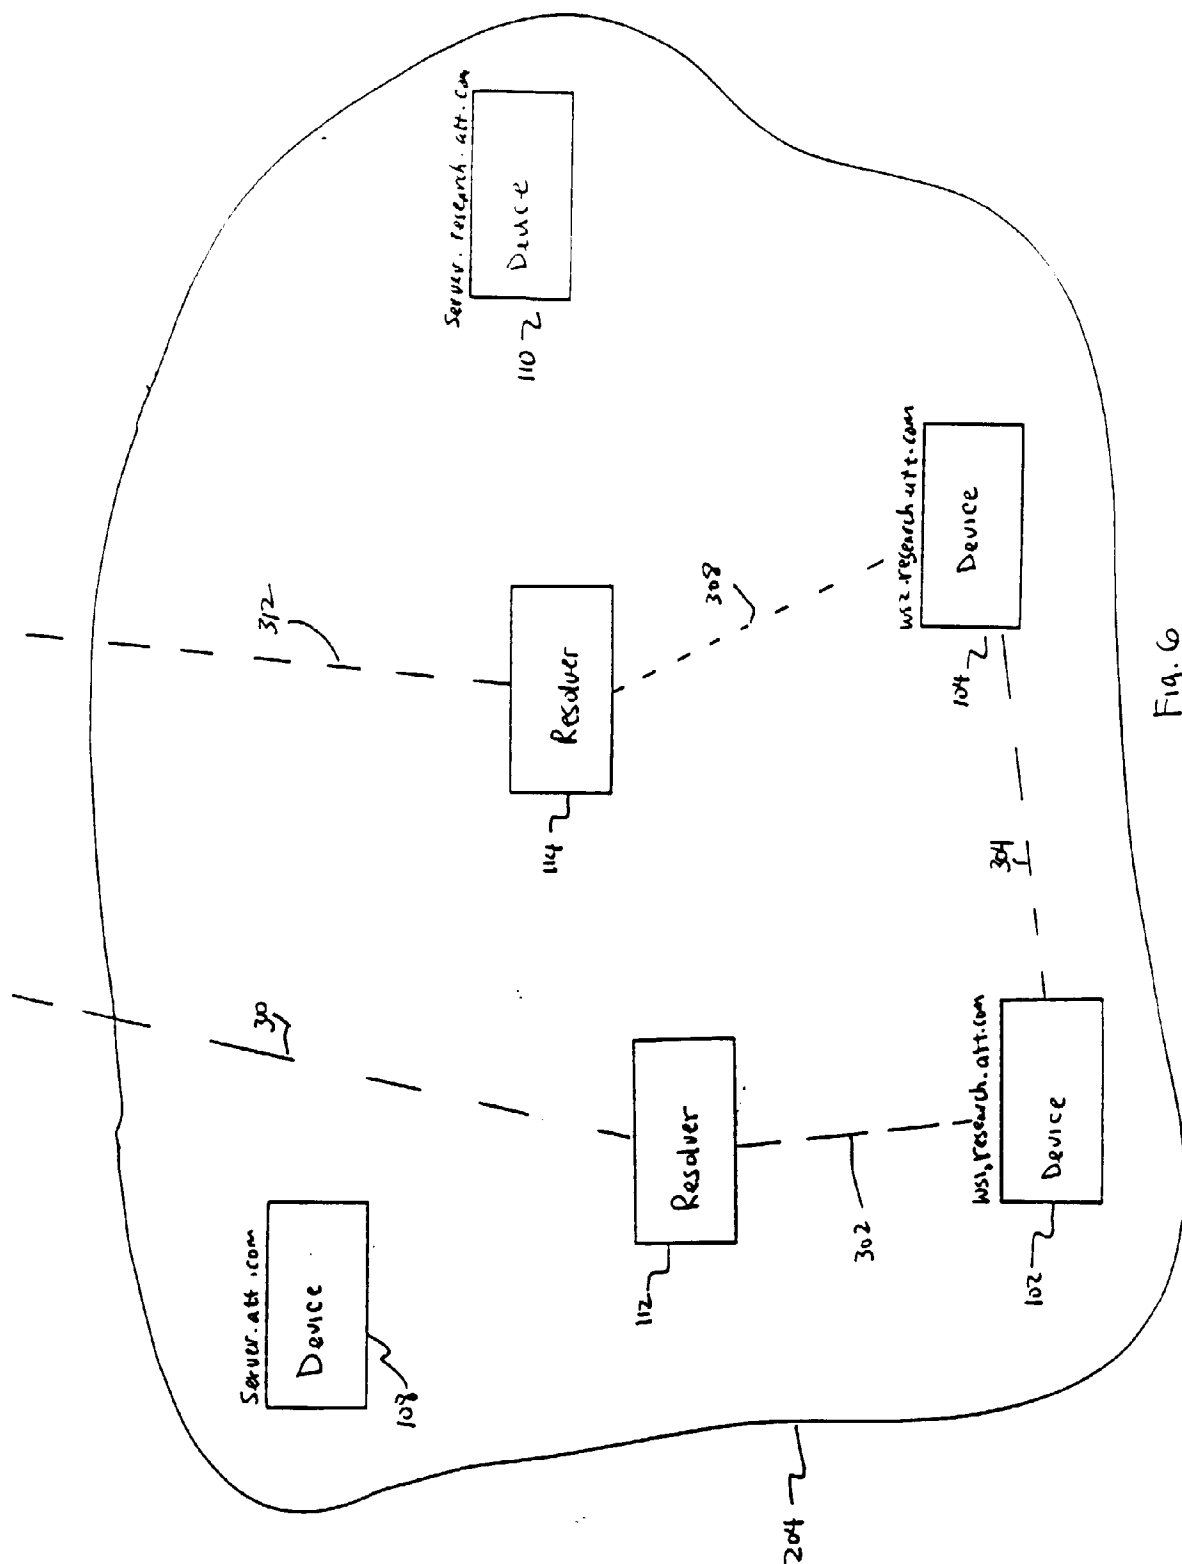 312
30
Server.research.att.com
Device
110
Server.att.com
Device
108
Resolver
114
308
Resolver
112
ws2.research.att.com
Device
104
302
304
ws1.research.att.com
Device
102
204
Fig. 6